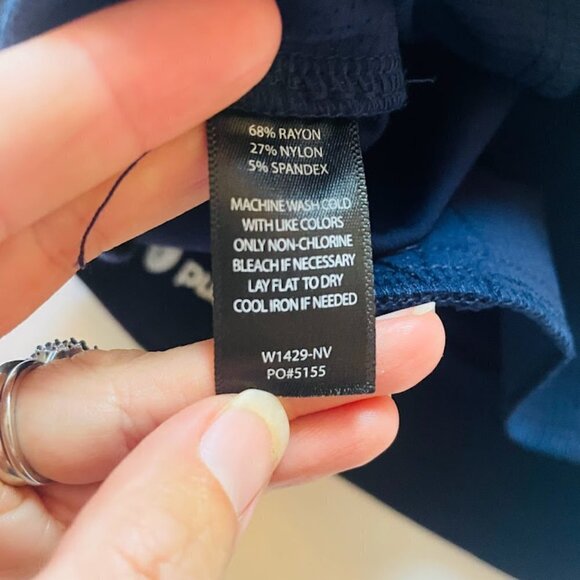 68% RAYON
27% NYLON
5% SPANDEX
MACHINE WASH COLD
WITH LIKE COLORS
ONLY NON-CHLORINE
BLEACH IF NECESSARY
LAY FLAT TO DRY
COOL IRON IF NEEDED
W1429-NV
PO#5155